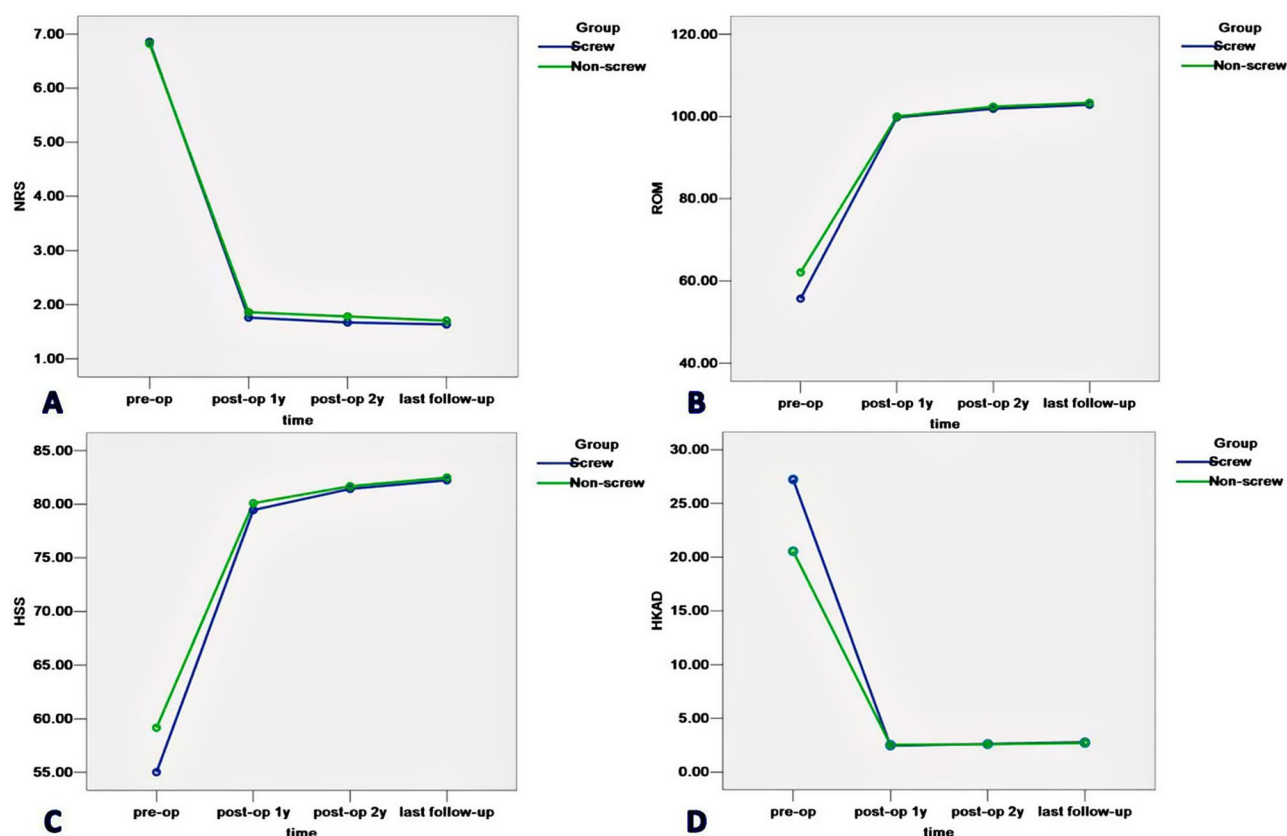 Group
Screw
Non-screw
7.00
6.00
5.00
4.00
3.00
2.00
1.00
NRS
pre-op post-op 1y post-op 2y last follow-up
time
A
Group
Screw
Non-screw
120.00
100.00
80.00
60.00
40.00
ROM
pre-op post-op 1y post-op 2y last follow-up
time
B
Group
Screw
Non-screw
85.00
80.00
75.00
70.00
65.00
60.00
55.00
HSS
pre-op post-op 1y post-op 2y last follow-up
time
C
Group
Screw
Non-screw
30.00
25.00
20.00
15.00
10.00
5.00
0.00
HKAD
pre-op post-op 1y post-op 2y last follow-up
time
D